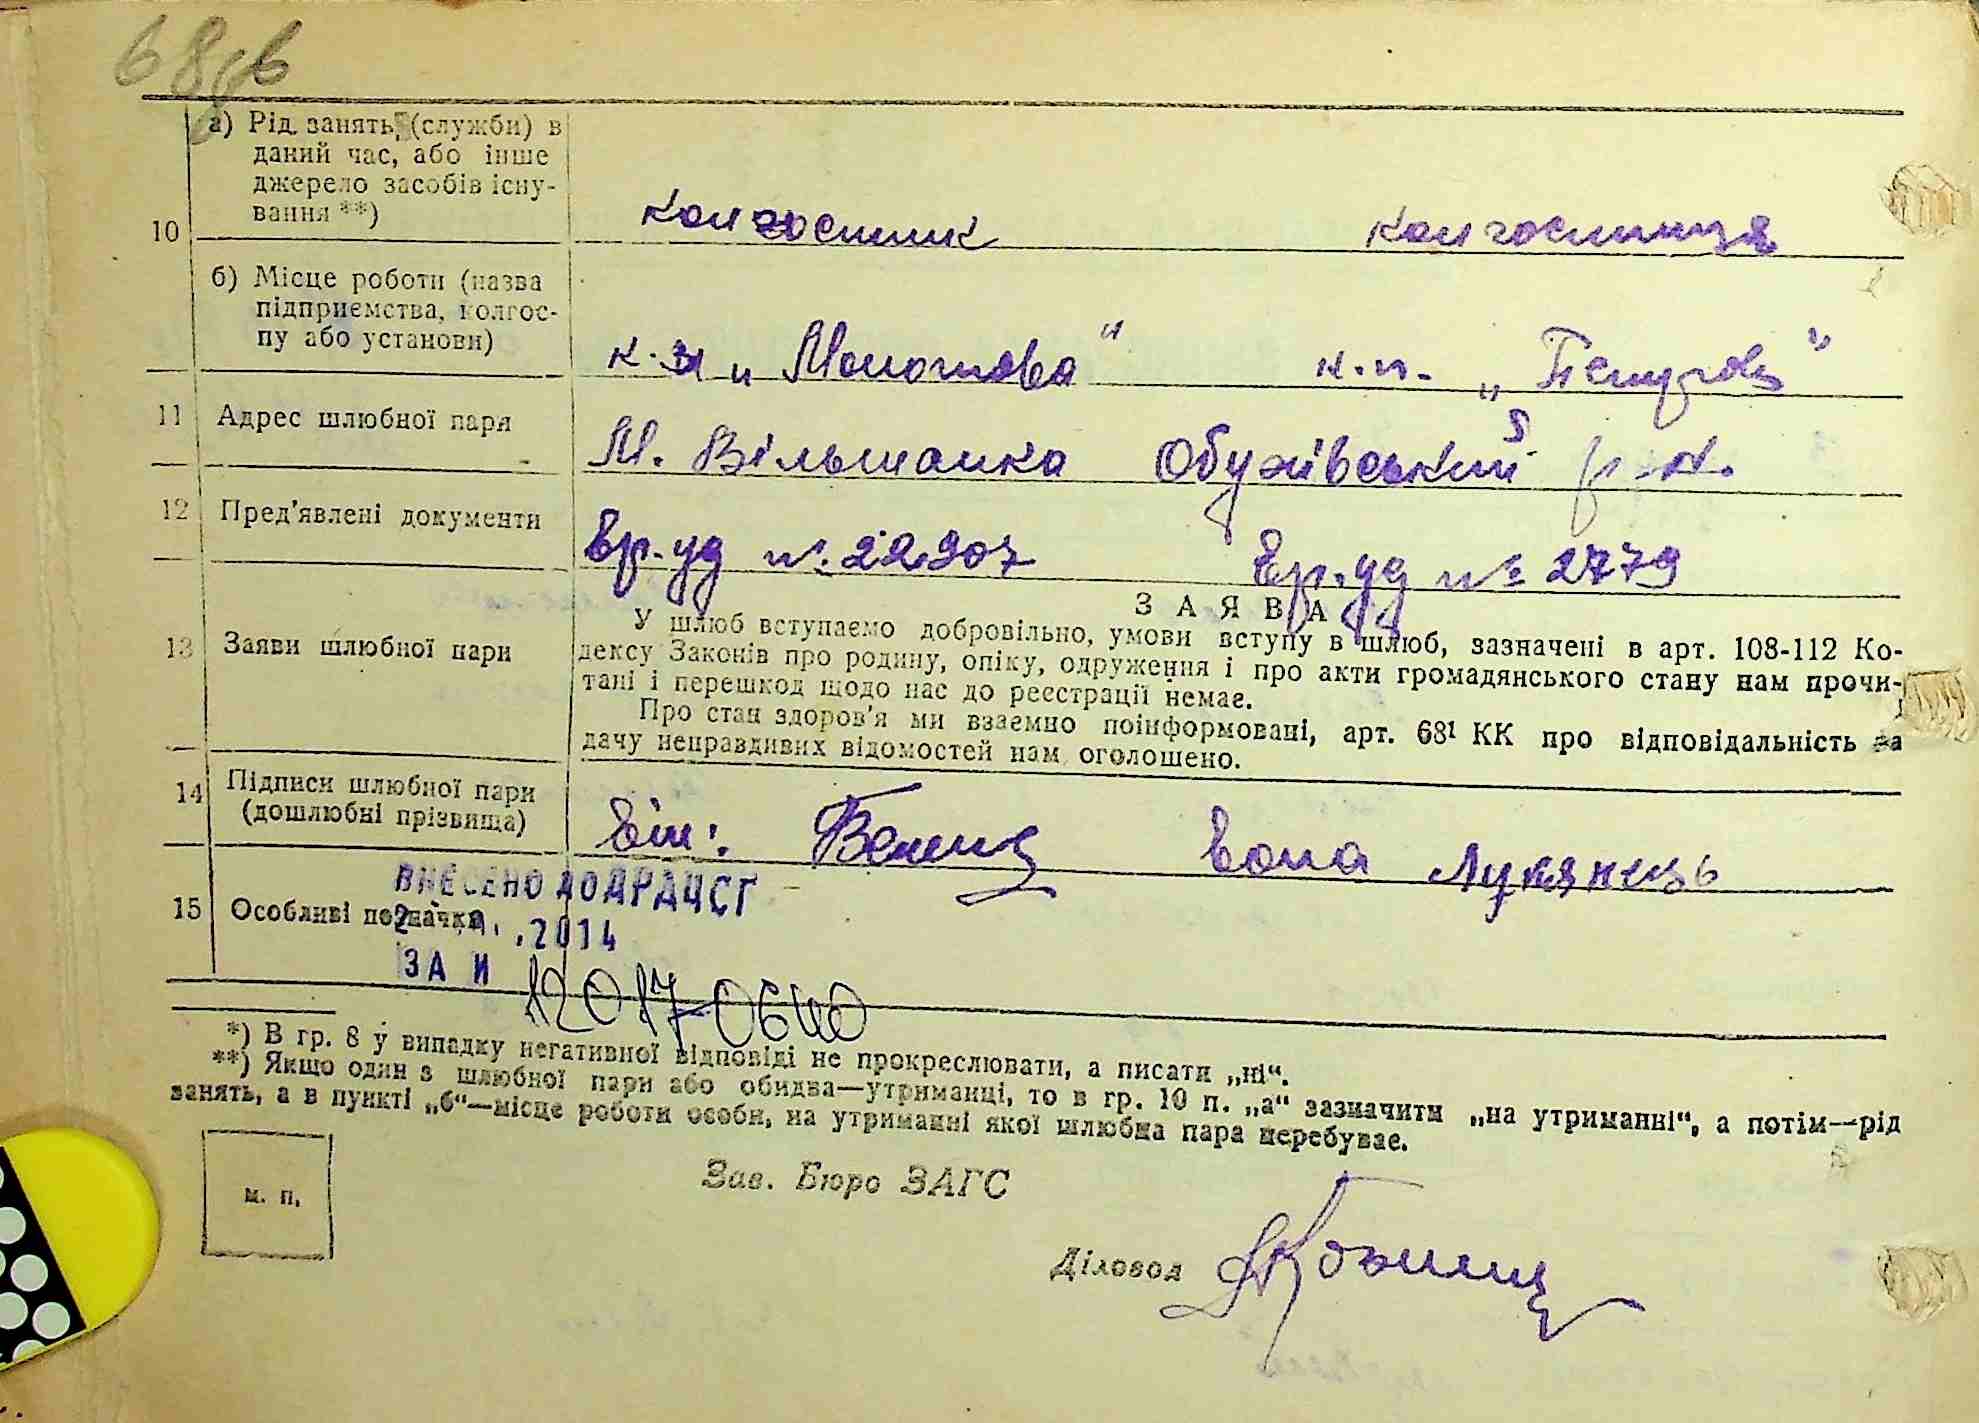 а) Рід занять (служби) в
даний час, або інше
джерело засобів існу-
вання **)
10
колгоспник колгоспниця
б) Місце роботи (назва
підприємства, колгос-
пу або установи)
"Молотова"
11 Адрес шлюбної пари
М. Вільшанка Обухівський р-н.
12 Пред'явлені документи
Вр. уд №. 22207 Вр. уд № 2779
ЗАЯВА
13 Заяви шлюбної пари
У шлюб вступаємо добровільно, умови вступу в шлюб, зазначені в арт. 108-112 Ко-
дексу Законів про родину, опіку, одруження і про акти громадянського стану нам прочи-
тані і перешкод щодо нас до реєстрації немає.
Про стан здоров'я ми взаємно поінформовані, арт. 68¹ КК про відповідальність за
дачу неправдивих відомостей нам оголошено.
14 Підписи шлюбної пари
(дошлюбні прізвища)
Він: Вона Лукянець
ВНЕСЕНО ДО ДРАЦСГ
15 Особливі позначки
2014
ЗА И
*) В гр. 8 у випадку негативної відповіді не прокреслювати, а писати „ні“.
**) Якщо один з шлюбної пари або обидва—утриманці, то в гр. 10 п. „а“ зазначити „на утриманні“, а потім—рід
занять, а в пункті „б“—місце роботи особи, на утриманні якої шлюбна пара перебуває.
м. п.
Зав. Бюро ЗАГС
Діловод